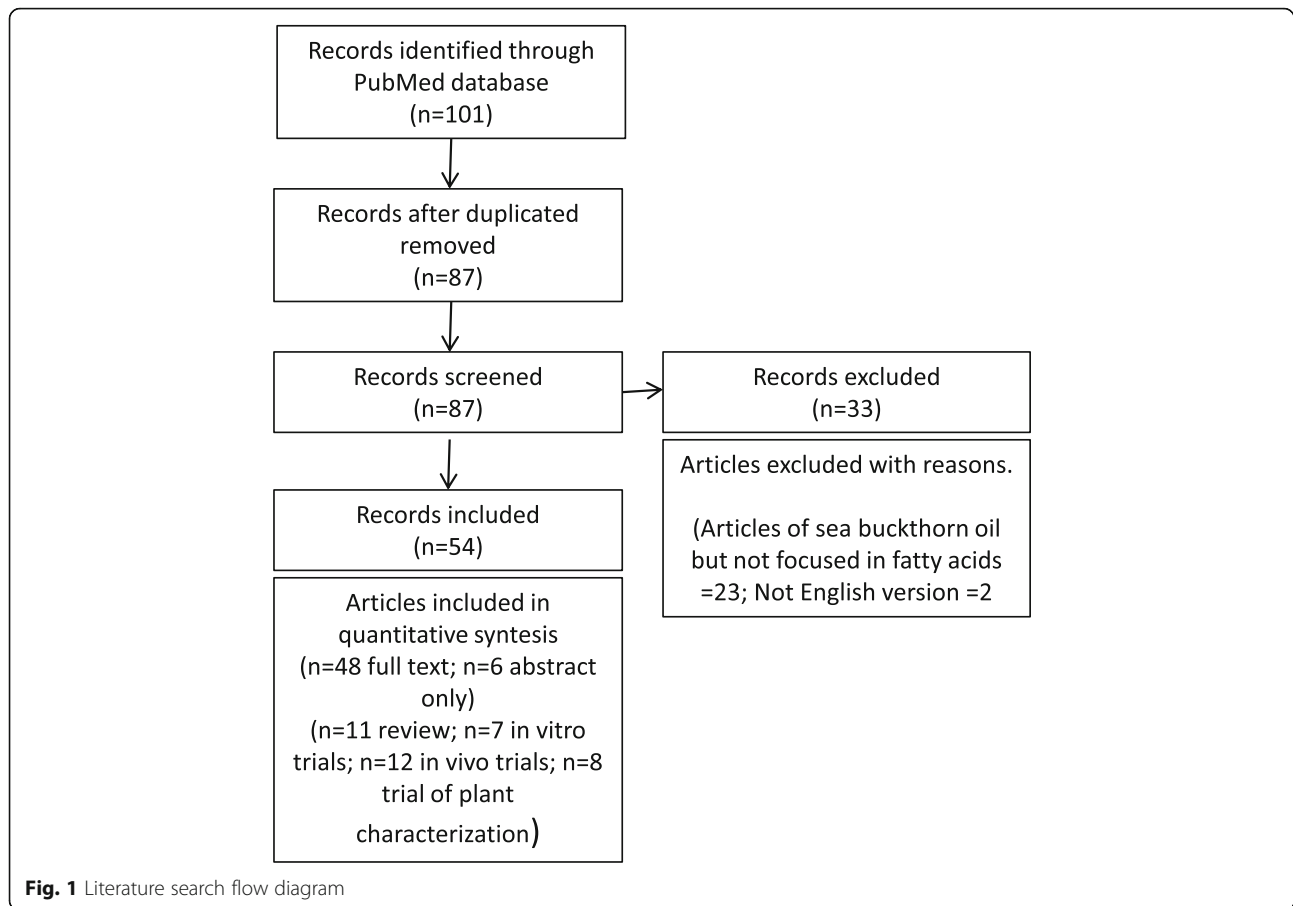 Records identified through
PubMed database
(n=101)
Records after duplicated
removed
(n=87)
Records screened
(n=87)
Records excluded
(n=33)
Articles excluded with reasons.
(Articles of sea buckthorn oil
but not focused in fatty acids
=23; Not English version =2
Records included
(n=54)
Articles included in
quantitative syntesis
(n=48 full text; n=6 abstract
only)
(n=11 review; n=7 in vitro
trials; n=12 in vivo trials; n=8
trial of plant
characterization)
Fig. 1 Literature search flow diagram